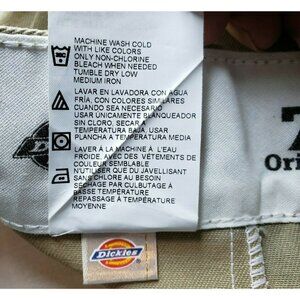 MACHINE WASH COLD
WITH LIKE COLORS
ONLY NON-CHLORINE
BLEACH WHEN NEEDED
TUMBLE DRY LOW
MEDIUM IRON
LAVAR EN LAVADORA CON AGUA
FRÍA, CON COLORES SIMILARES
CUANDO SEA NECESARIO
USAR ÚNICAMENTE BLANQUEADOR
SIN CLORO, SECAR A
TEMPERATURA BAJA, USAR
PLANCHA A TEMPERATURA MEDIA
LAVER À LA MACHINE À L'EAU
FROIDE, AVEC DES VÊTEMENTS DE
COULEUR SEMBLABLE
N'UTILISER QUE DU JAVELLISANT
SANS CHLORE AU BESOIN
SÉCHAGE PAR CULBUTAGE À
BASSE TEMPÉRATURE
REPASSAGE À TEMPÉRATURE
MOYENNE
Ori
Dickies